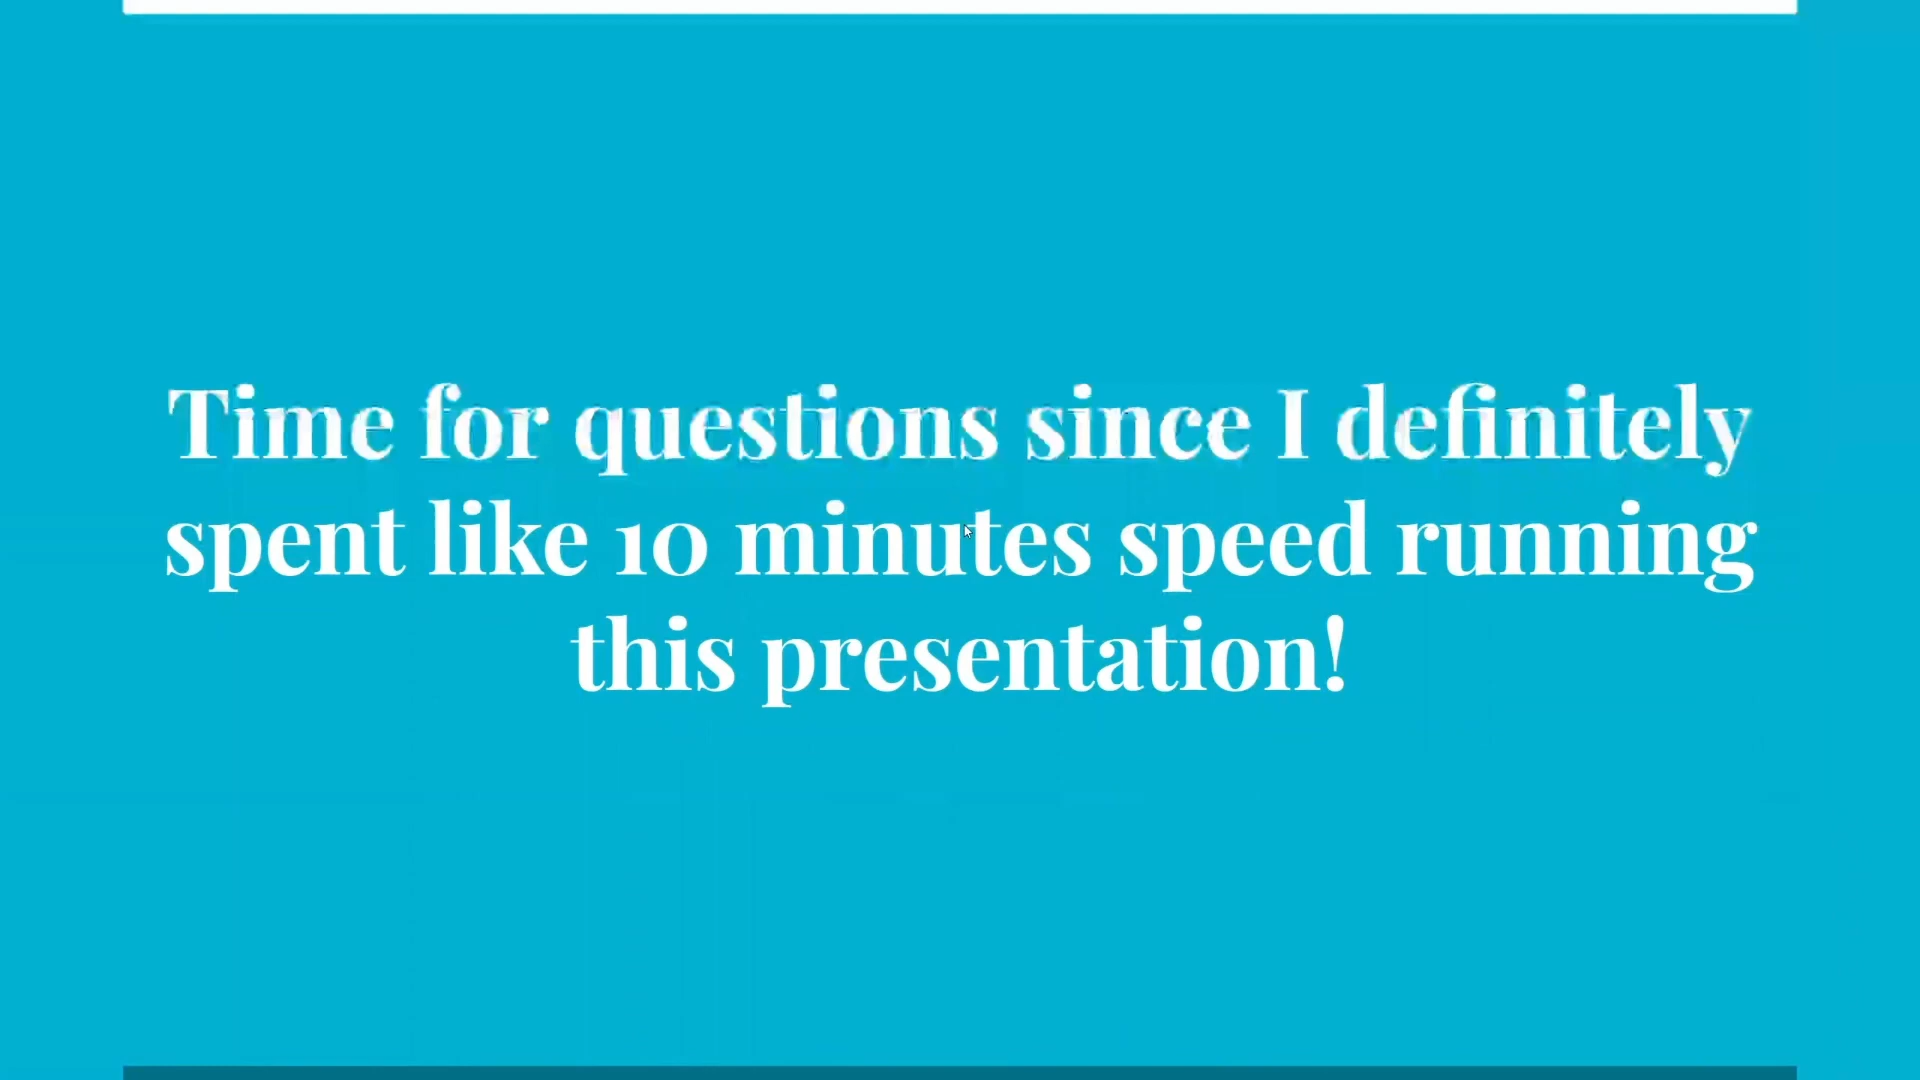 Time for questions since I definitely
spent like 10 minutes speed running
this presentation!